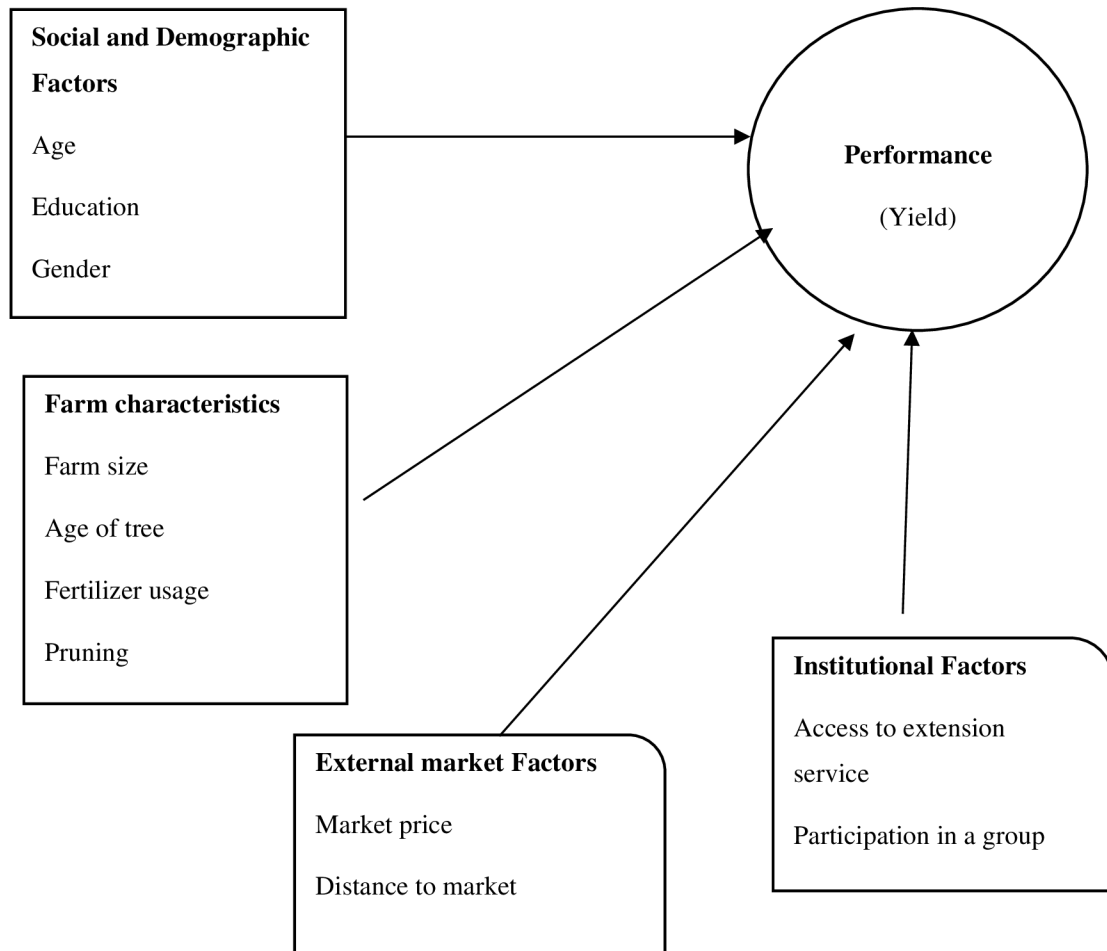 Social and Demographic
Factors
Age
Education
Gender
Performance
(Yield)
Farm characteristics
Farm size
Age of tree
Fertilizer usage
Pruning
External market Factors
Market price
Distance to market
Institutional Factors
Access to extension
service
Participation in a group